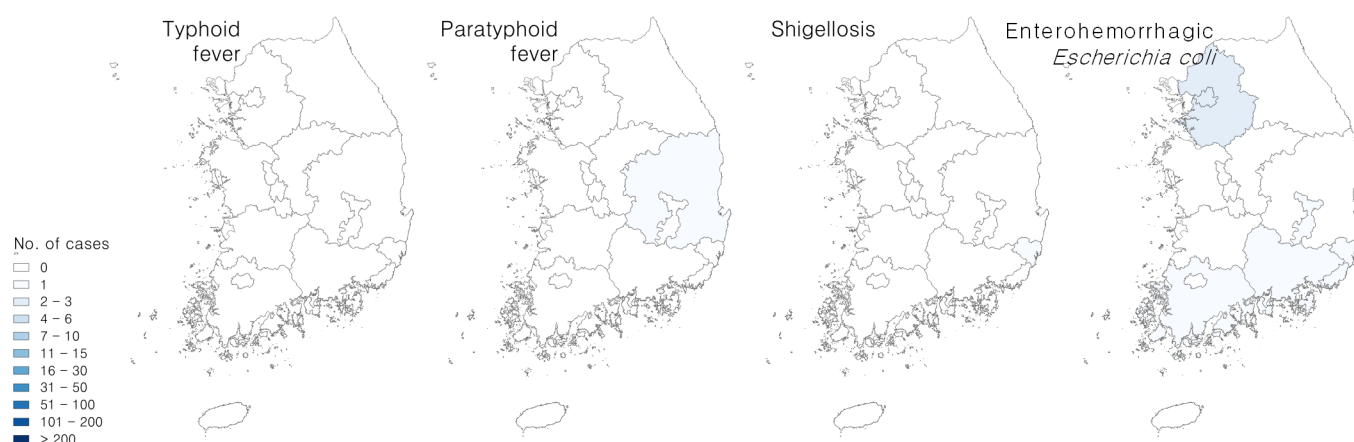 Typhoid
fever
Paratyphoid
fever
Shigellosis
Enterohemorrhagic
Escherichia coli
No. of cases
0
1
2 – 3
4 – 6
7 – 10
11 – 15
16 – 30
31 – 50
51 – 100
101 – 200
> 200